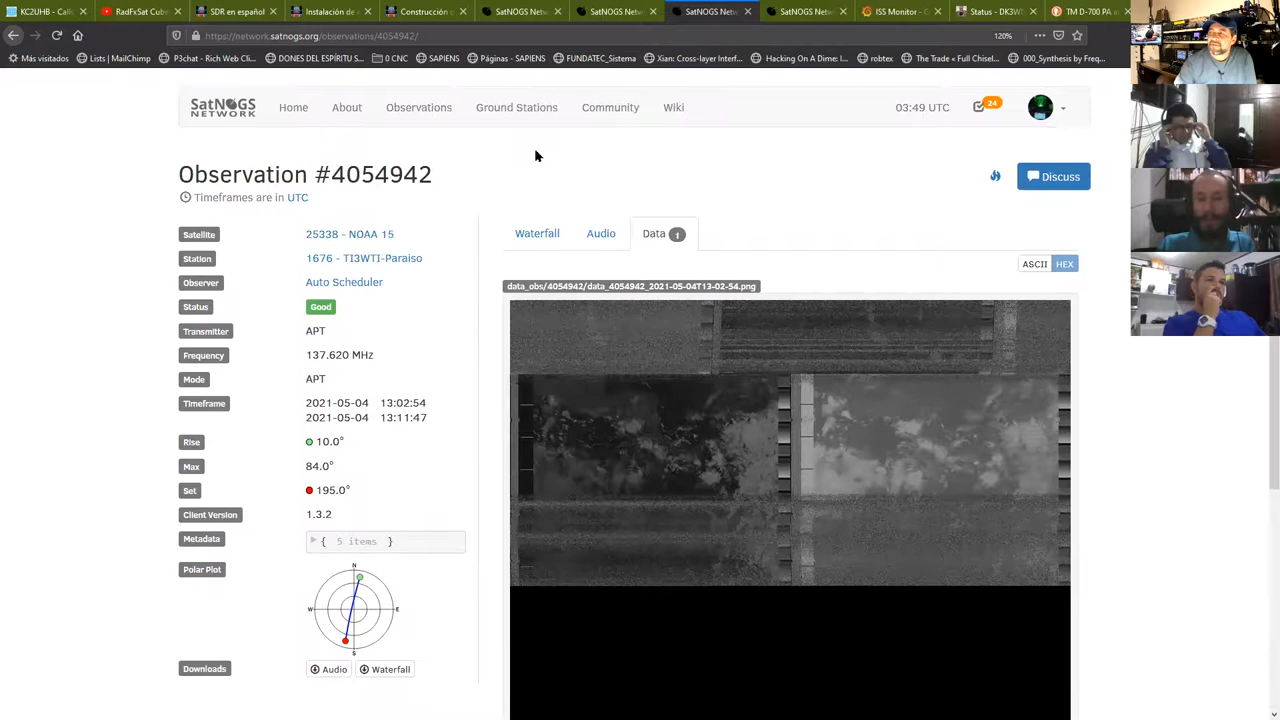 KC2UHB - Cali
RadFxSat Cub
SDR en español
Instalación de
Construcción
SatNOGS Netw
SatNOGS Netw
SatNOGS Netw
SatNOGS Netw
ISS Monitor - G
Status - DK3W
TM D-700 PA
https://network.satnogs.org/observations/4054942/
120%
Más visitados
Lists | MailChimp
P3chat - Rich Web Cli...
DONES DEL ESPÍRITU S...
0 CNC
SAPIENS
Páginas - SAPIENS
FUNDATEC_Sistema
Xian: Cross-layer Interf...
Hacking On A Dime: I...
robtex
The Trade « Full Chisel...
000_Synthesis by Freq...
SatNOGS
NETWORK
Home
About
Observations
Ground Stations
Community
Wiki
03:49 UTC
24
Observation #4054942
Discuss
Timeframes are in UTC
Satellite 25338 - NOAA 15
Waterfall
Audio
Data 1
Station 1676 - TI3WTI-Paraiso
ASCII HEX
Observer Auto Scheduler
data_obs/4054942/data_4054942_2021-05-04T13-02-54.png
Status Good
Transmitter APT
Frequency 137.620 MHz
Mode APT
Timeframe 2021-05-04 13:02:54
2021-05-04 13:11:47
Rise 10.0°
Max 84.0°
Set 195.0°
Client Version 1.3.2
Metadata { 5 items }
Polar Plot
N
W E
S
Downloads Audio Waterfall